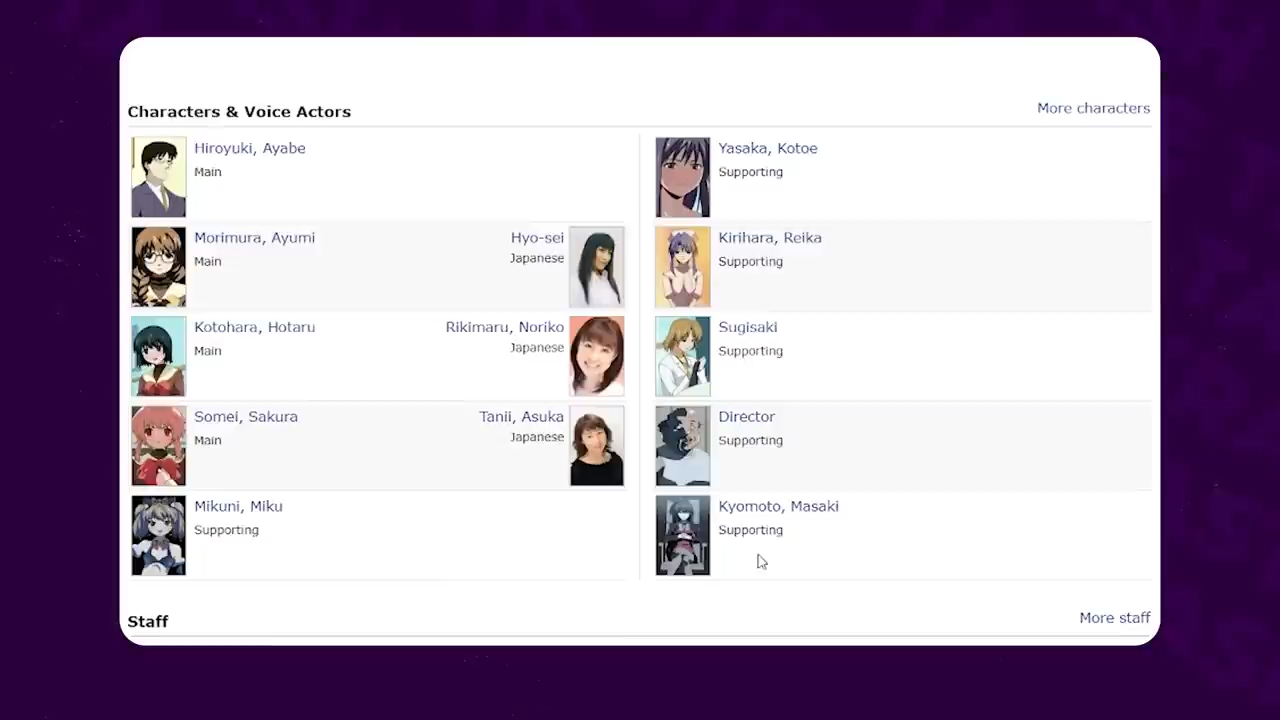 Characters & Voice Actors
More characters
Hiroyuki, Ayabe
Main
Yasaka, Kotoe
Supporting
Morimura, Ayumi
Main
Hyo-sei
Japanese
Kirihara, Reika
Supporting
Kotohara, Hotaru
Main
Rikimaru, Noriko
Japanese
Sugisaki
Supporting
Somei, Sakura
Main
Tanii, Asuka
Japanese
Director
Supporting
Mikuni, Miku
Supporting
Kyomoto, Masaki
Supporting
Staff
More staff